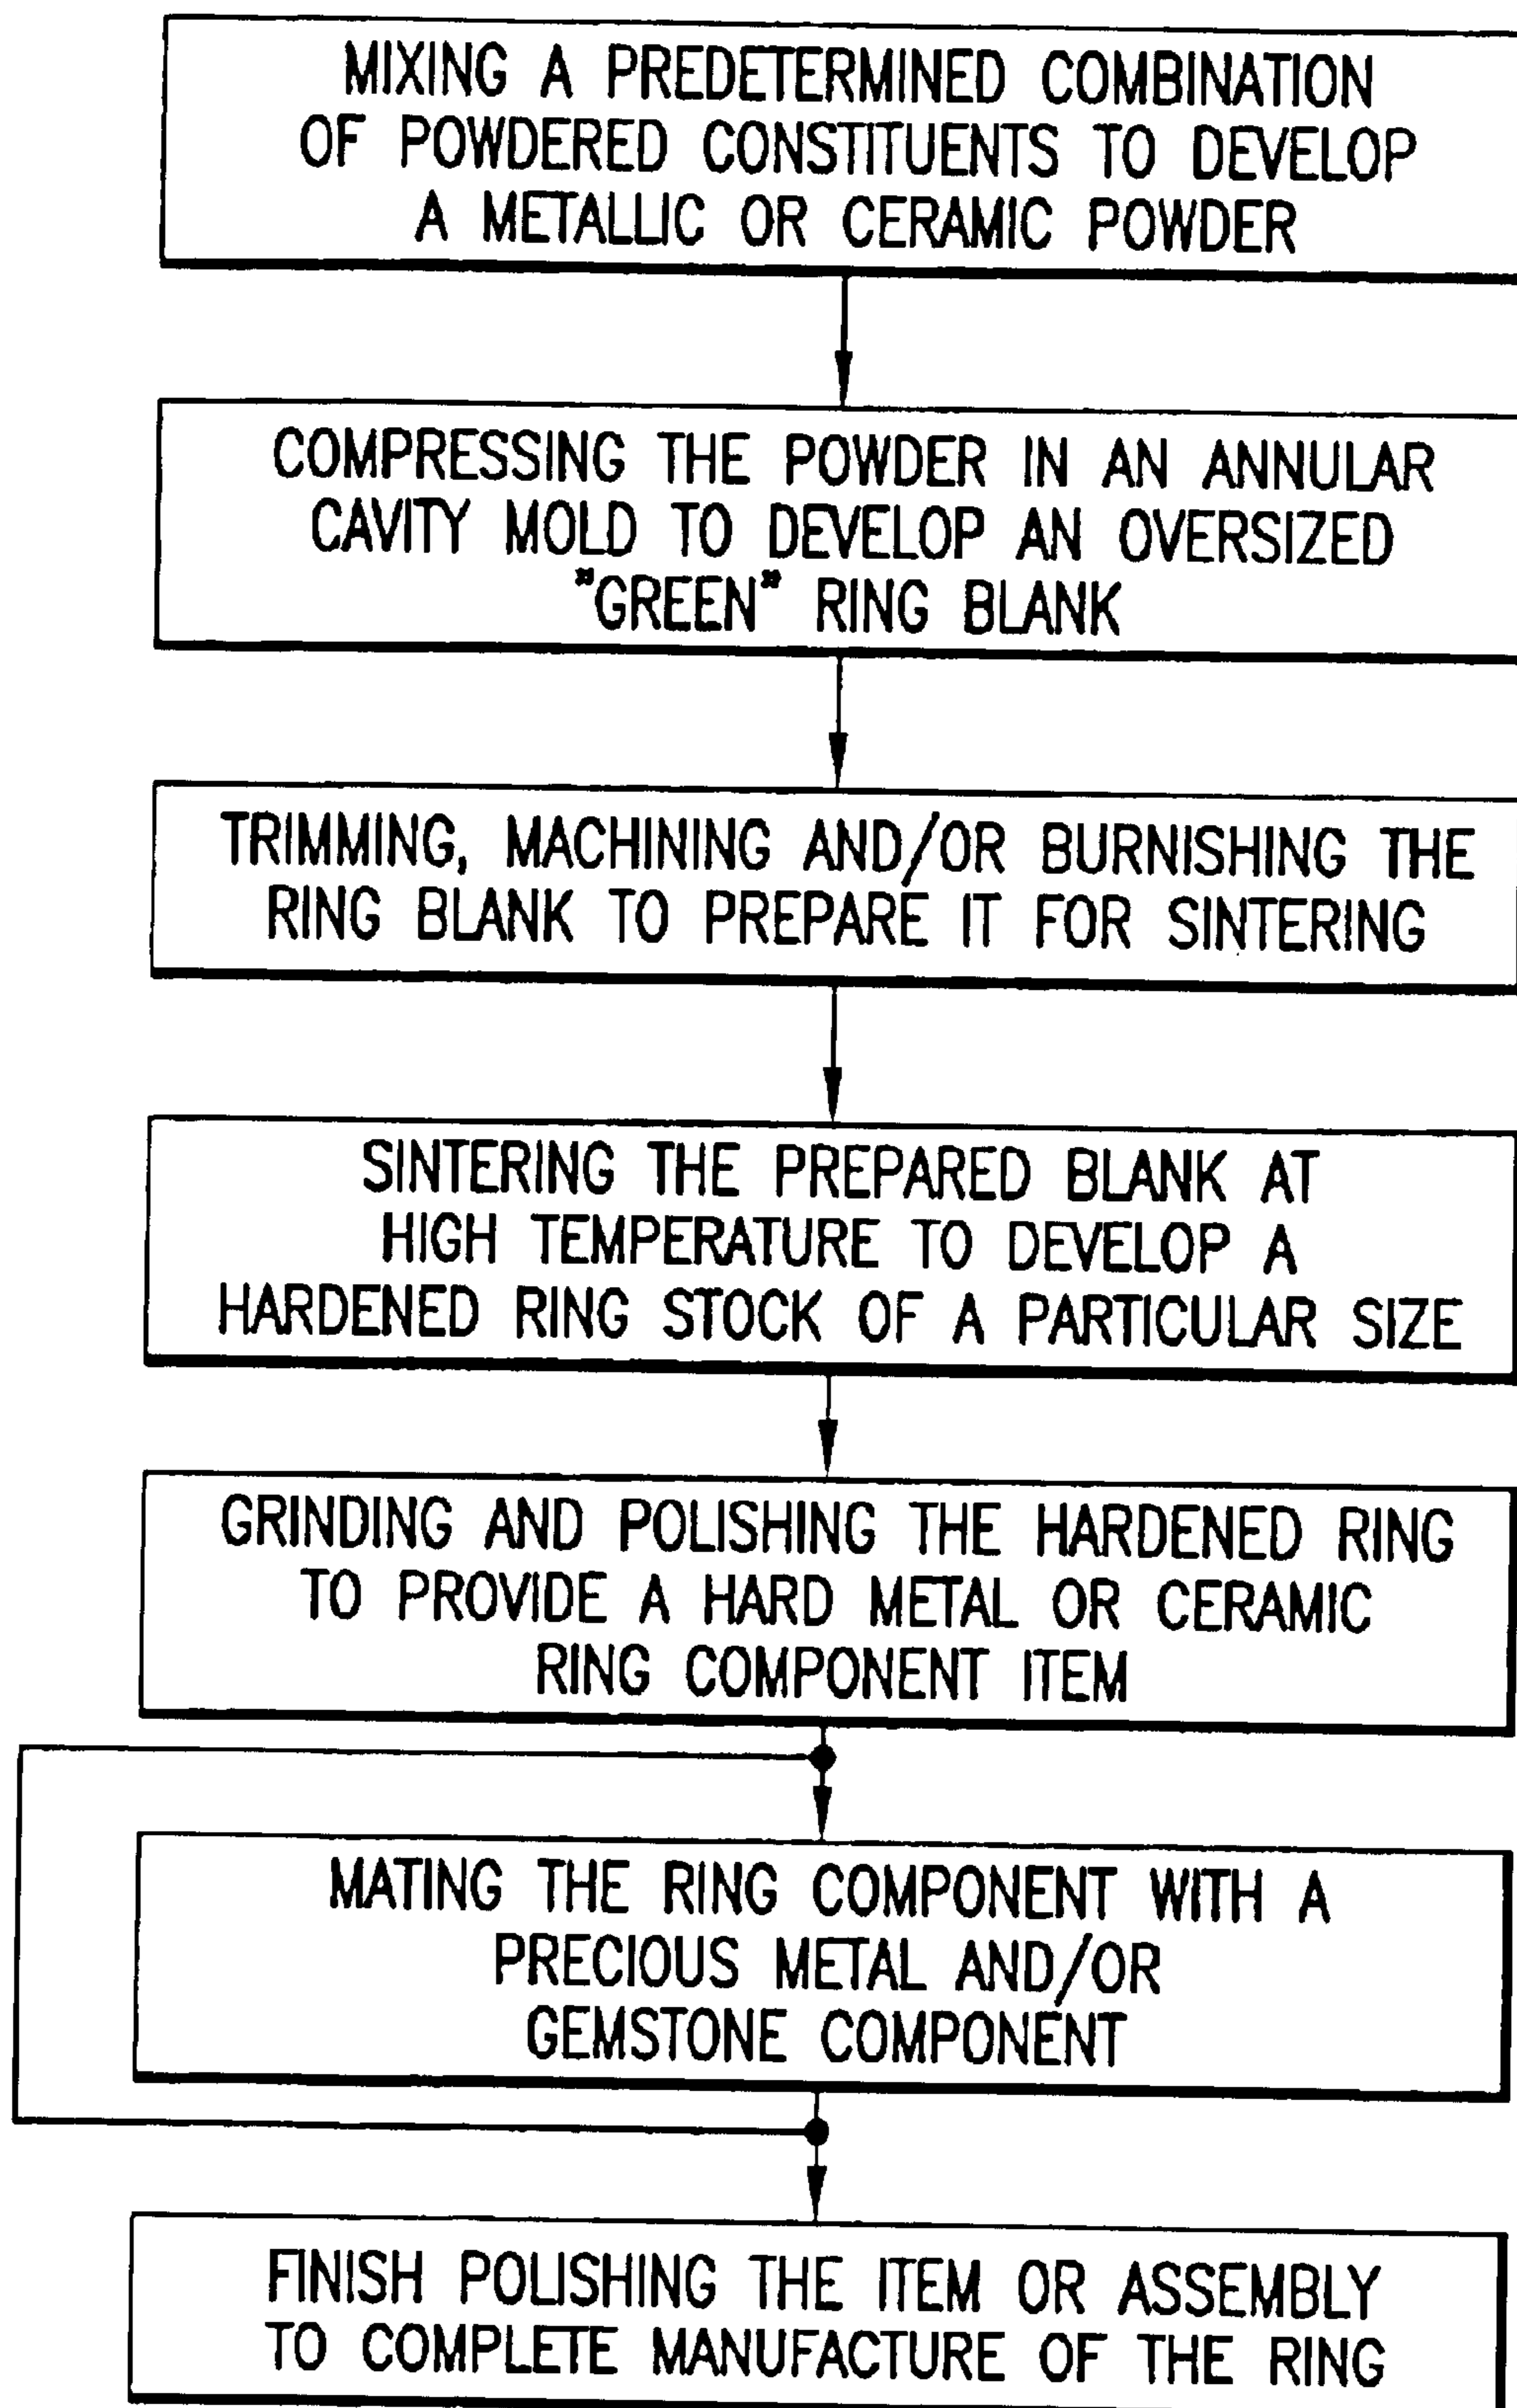 MIXING A PREDETERMINED COMBINATION
OF POWDERED CONSTITUENTS TO DEVELOP
A METALLIC OR CERAMIC POWDER
COMPRESSING THE POWDER IN AN ANNULAR
CAVITY MOLD TO DEVELOP AN OVERSIZED
"GREEN" RING BLANK
TRIMMING, MACHINING AND/OR BURNISHING THE
RING BLANK TO PREPARE IT FOR SINTERING
SINTERING THE PREPARED BLANK AT
HIGH TEMPERATURE TO DEVELOP A
HARDENED RING STOCK OF A PARTICULAR SIZE
GRINDING AND POLISHING THE HARDENED RING
TO PROVIDE A HARD METAL OR CERAMIC
RING COMPONENT ITEM
MATING THE RING COMPONENT WITH A
PRECIOUS METAL AND/OR
GEMSTONE COMPONENT
FINISH POLISHING THE ITEM OR ASSEMBLY
TO COMPLETE MANUFACTURE OF THE RING